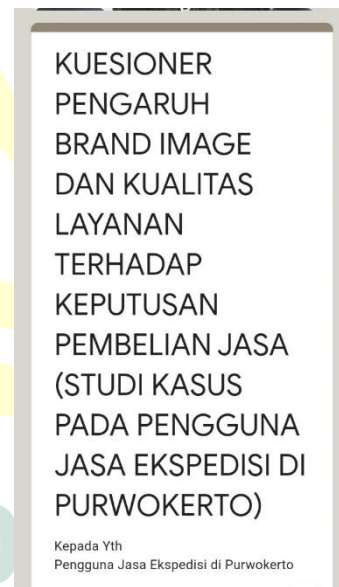 KUESIONER
PENGARUH
BRAND IMAGE
DAN KUALITAS
LAYANAN
TERHADAP
KEPUTUSAN
PEMBELIAN JASA
(STUDI KASUS
PADA PENGGUNA
JASA EKSPEDISI DI
PURWOKERTO)
Kepada Yth
Pengguna Jasa Ekspedisi di Purwokerto